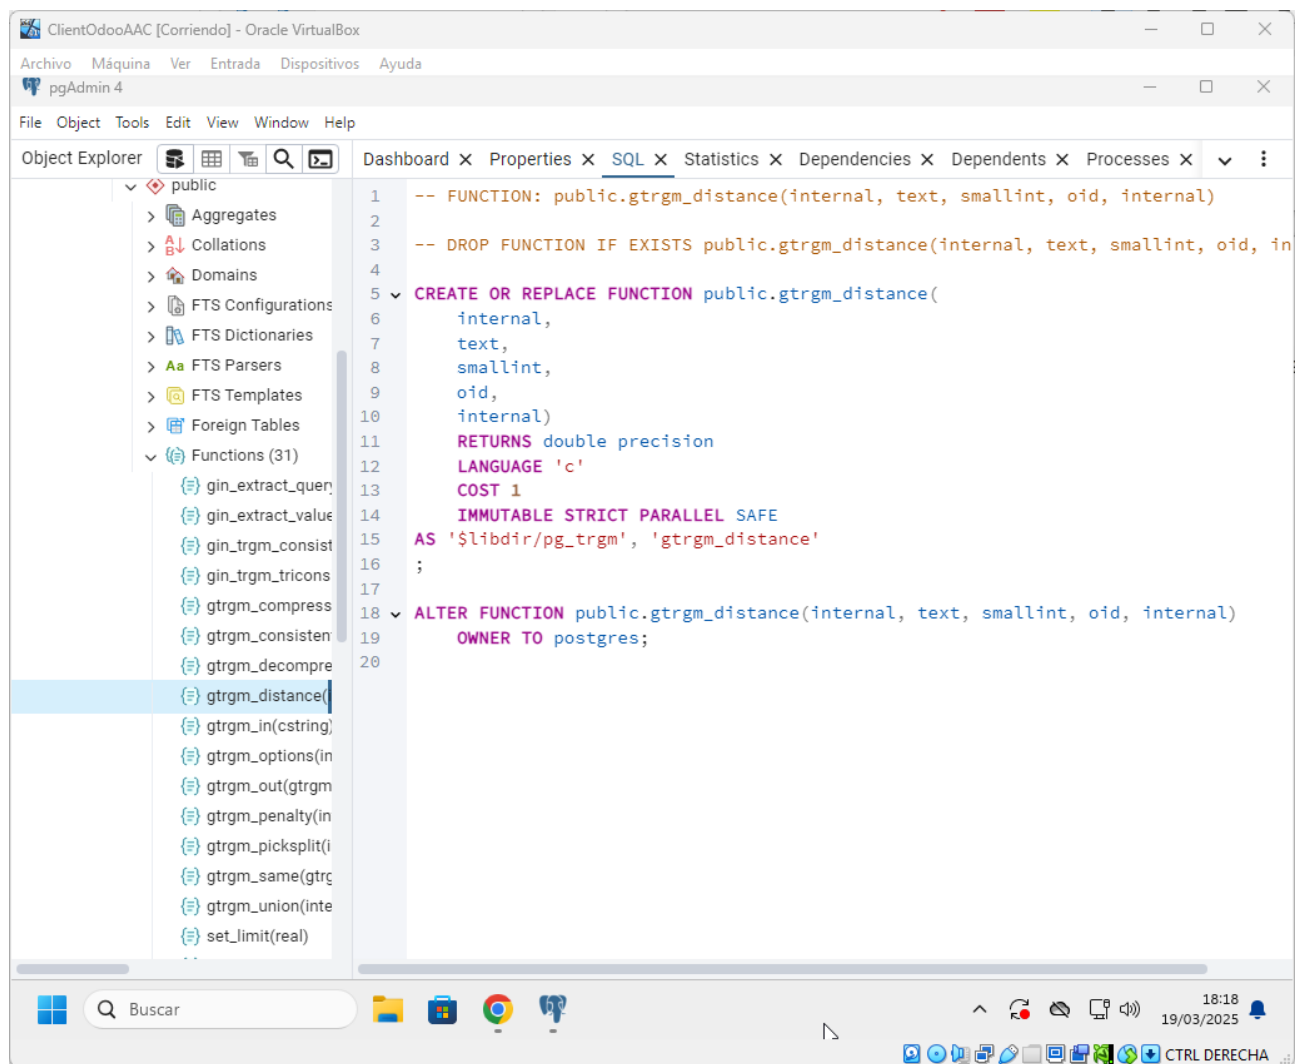 ClientOdooAAC [Corriendo] - Oracle VirtualBox
Archivo Máquina Ver Entrada Dispositivos Ayuda
pgAdmin 4
File Object Tools Edit View Window Help
Object Explorer
Dashboard Properties SQL Statistics Dependencies Dependents Processes
public
Aggregates
Collations
Domains
FTS Configurations
FTS Dictionaries
Aa FTS Parsers
FTS Templates
Foreign Tables
Functions (31)
gin_extract_query
gin_extract_value
gin_trgm_consist
gin_trgm_tricons
gtrgm_compress
gtrgm_consisten
gtrgm_decompre
gtrgm_distance(
gtrgm_in(cstring)
gtrgm_options(in
gtrgm_out(gtrgm
gtrgm_penalty(in
gtrgm_picksplit(i
gtrgm_same(gtrg
gtrgm_union(inte
set_limit(real)
1 -- FUNCTION: public.gtrgm_distance(internal, text, smallint, oid, internal)
2
3 -- DROP FUNCTION IF EXISTS public.gtrgm_distance(internal, text, smallint, oid, in
4
5 CREATE OR REPLACE FUNCTION public.gtrgm_distance(
6 internal,
7 text,
8 smallint,
9 oid,
10 internal)
11 RETURNS double precision
12 LANGUAGE 'c'
13 COST 1
14 IMMUTABLE STRICT PARALLEL SAFE
15 AS '$libdir/pg_trgm', 'gtrgm_distance'
16 ;
17
18 ALTER FUNCTION public.gtrgm_distance(internal, text, smallint, oid, internal)
19 OWNER TO postgres;
20
Buscar
18:18
19/03/2025
CTRL DERECHA